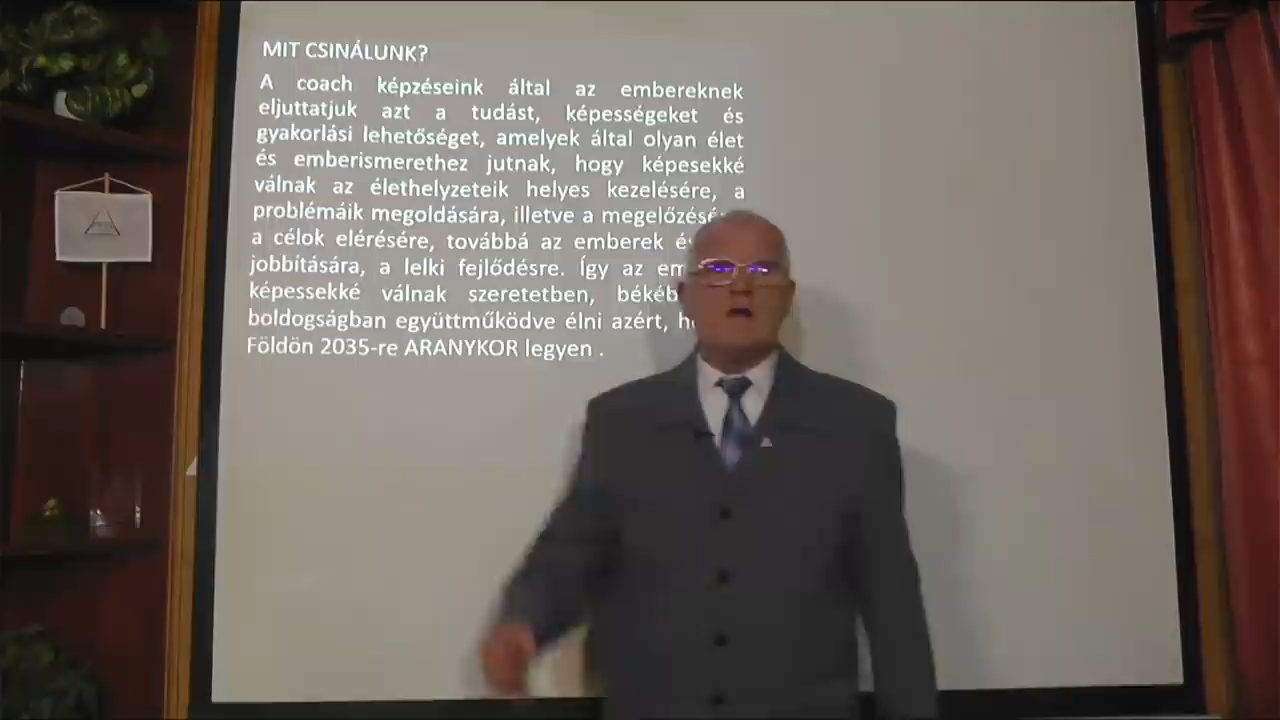 MIT CSINÁLUNK?
A coach képzéseink által az embereknek
eljuttatjuk azt a tudást, képességeket és
gyakorlási lehetőséget, amelyek által olyan élet
és emberismerethez jutnak, hogy képesekké
válnak az élethelyzeteik helyes kezelésére, a
problémáik megoldására, illetve a
a célok elérésére, továbbá az emberek
jobbítására, a lelki fejlődésre. Így az
képessekké válnak szeretetben,
boldogságban együttműködve élni azért,
Földön 2035-re ARANYKOR legyen .